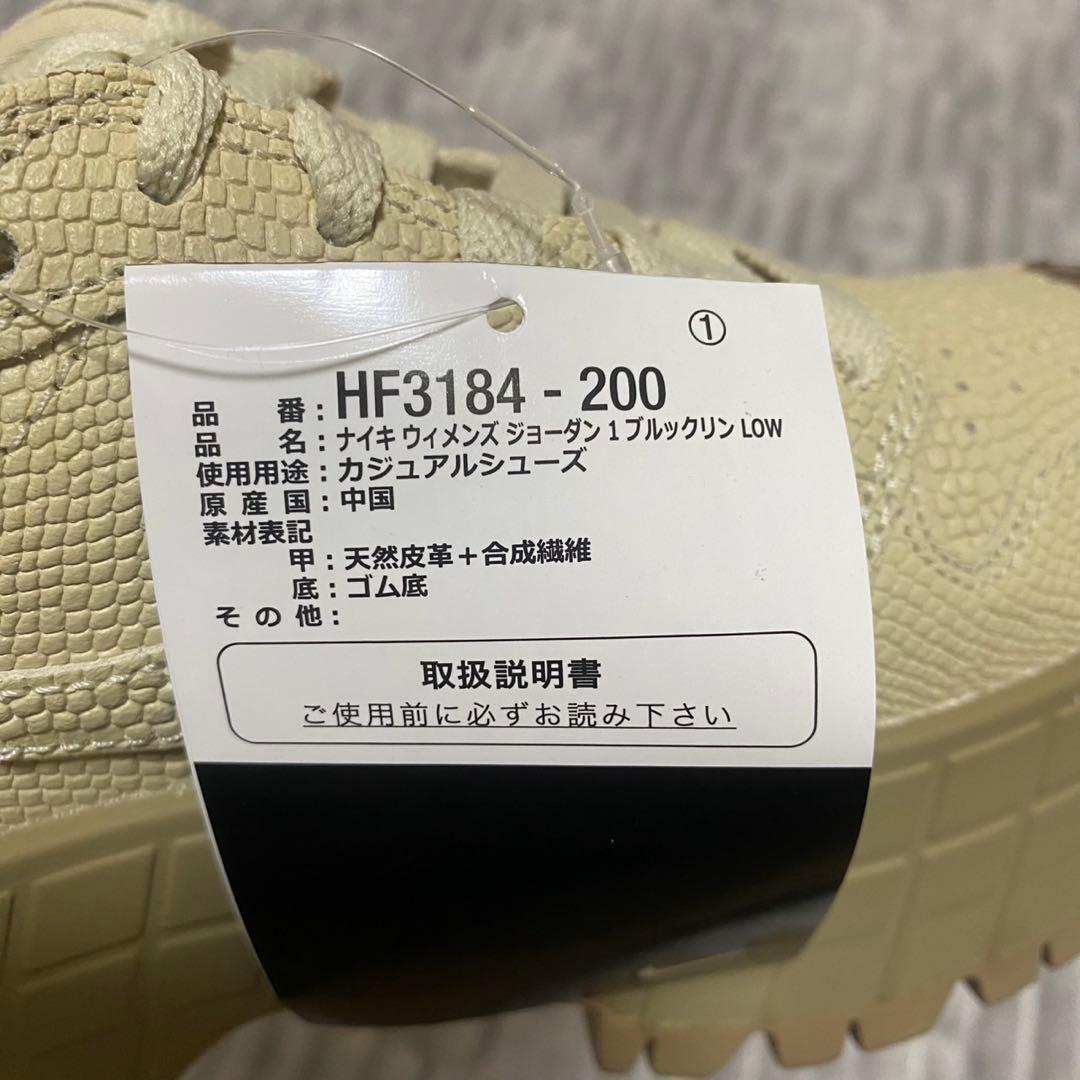 ①
品 番 : HF3184 - 200
品 名 : ナイキ ウィメンズ ジョーダン 1 ブルックリン LOW
使用用途 : カジュアルシューズ
原 産 国 : 中国
素材表記
甲 : 天然皮革＋合成繊維
底 : ゴム底
そ の 他 :
取扱説明書
ご使用前に必ずお読み下さい